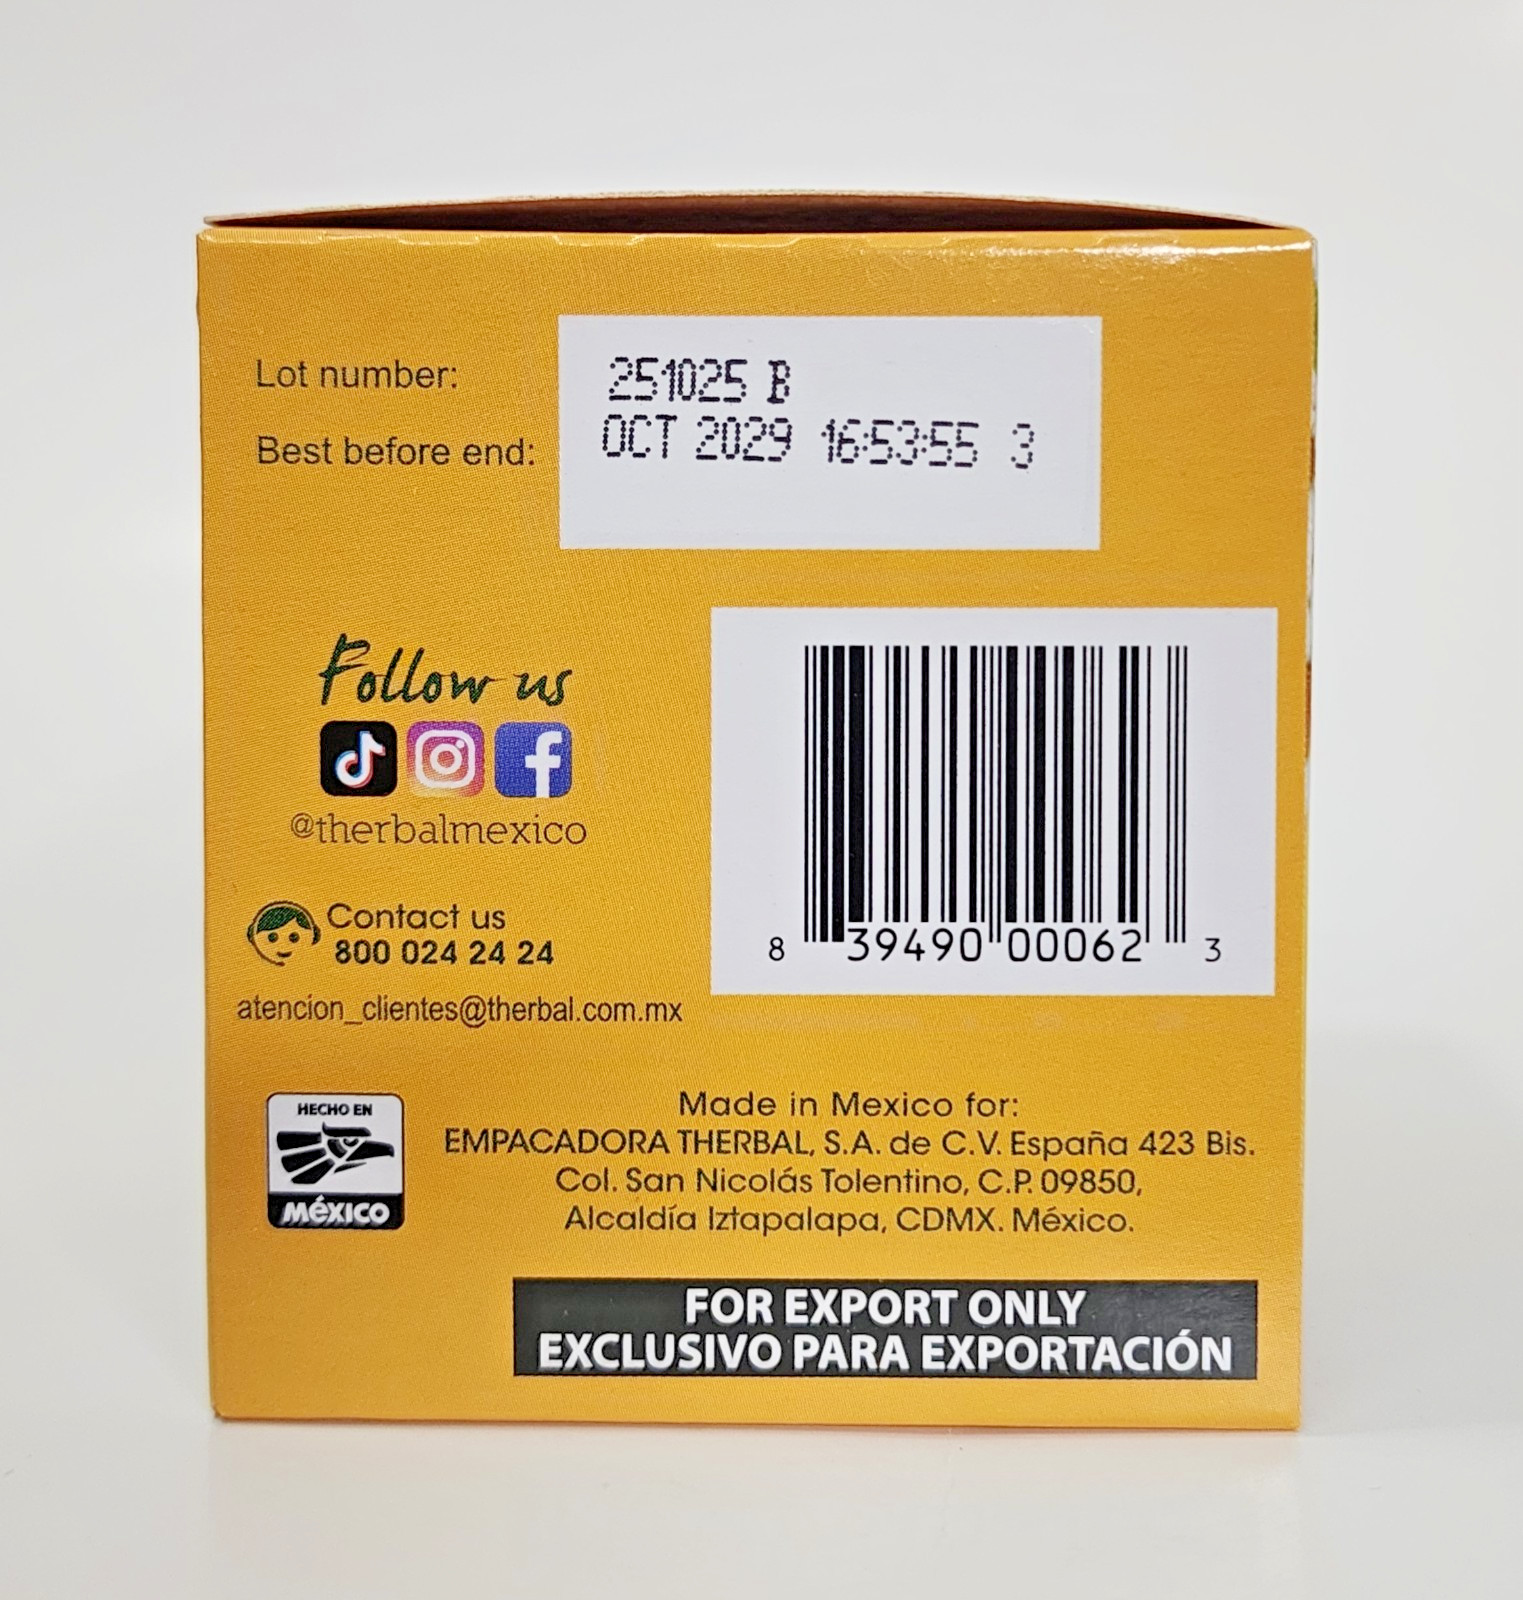 Lot number:
251025 B
Best before end:
OCT 2029 16:53:55 3
Follow us
@therbalmexico
Contact us
800 024 24 24
atencion_clientes@therbal.com.mx
8 39490 00062 3
HECHO EN
méxico
Made in Mexico for:
EMPACADORA THERBAL, S.A. de C.V. España 423 Bis.
Col. San Nicolás Tolentino, C.P. 09850,
Alcaldía Iztapalapa, CDMX. México.
FOR EXPORT ONLY
EXCLUSIVO PARA EXPORTACIÓN